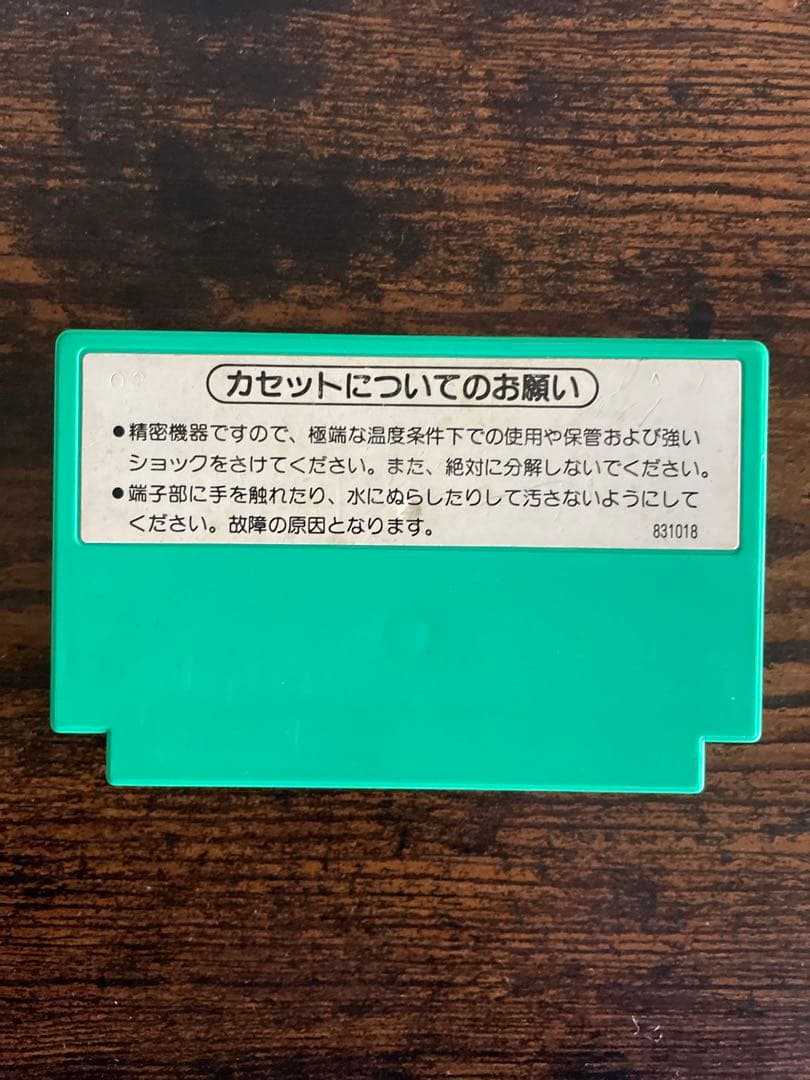 カセットについてのお願い
●精密機器ですので、極端な温度条件下での使用や保管および強い
ショックをさけてください。また、絶対に分解しないでください。
●端子部に手を触れたり、水にぬらしたりして汚さないようにして
ください。故障の原因となります。
831018